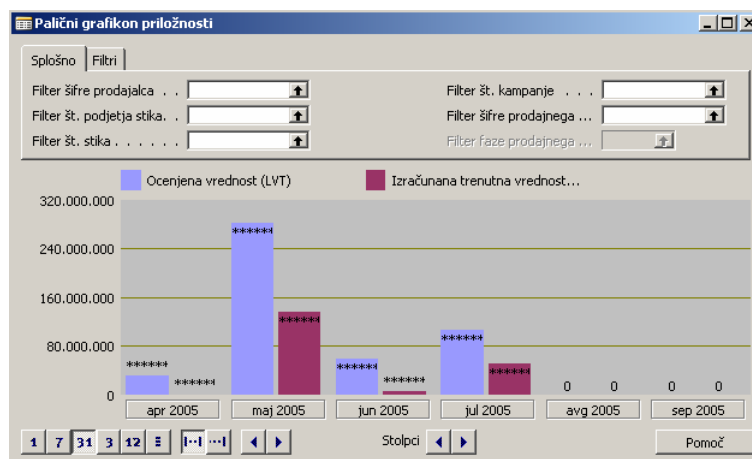 Palični grafikon priložnosti
Splošno Filtri
Filter šifre prodajalca . . Filter št. kampanje . . .
Filter št. podjetja stika. . Filter šifre prodajnega ...
Filter št. stika . . . . . . Filter faze prodajnega ...
Ocenjena vrednost (LVT) Izračunana trenutna vrednost...
320.000.000
240.000.000
160.000.000
80.000.000
0
****** ****** ****** ****** ****** ****** ****** ****** 0 0 0 0
apr 2005 maj 2005 jun 2005 jul 2005 avg 2005 sep 2005
1 7 31 3 12 Stolpci Pomoč